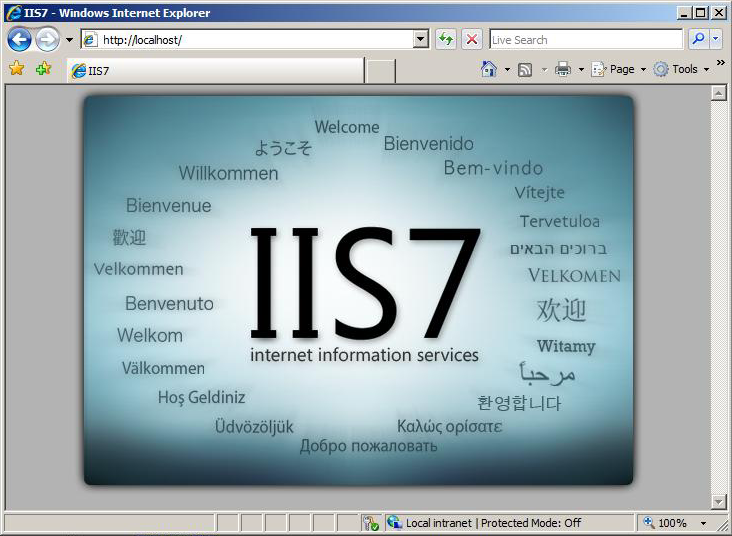 IIS7 - Windows Internet Explorer
http://localhost/
Live Search
IIS7
Page
Tools
Welcome
ようこそ
Bienvenido
Willkommen
Bem-vindo
Bienvenue
Vítejte
歡迎
Tervetuloa
Velkommen
ברוכים הבאים
VELKOMEN
Benvenuto
欢迎
Welkom
Witamy
Välkommen
مرحباً
Hoş Geldiniz
환영합니다
Üdvözöljük
Καλώς ορίσατε
Добро пожаловать
IIS7
internet information services
Local intranet | Protected Mode: Off
100%